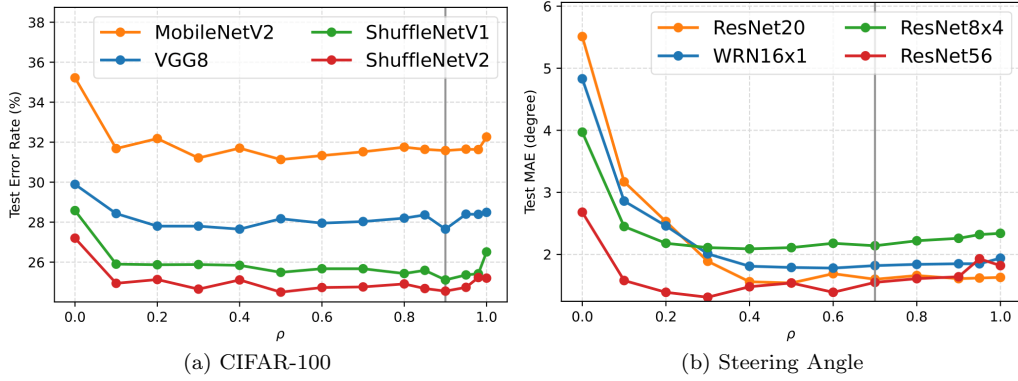 MobileNetV2
VGG8
ShuffleNetV1
ShuffleNetV2
38
36
34
32
30
28
26
Test Error Rate (%)
0.0 0.2 0.4 0.6 0.8 1.0
ρ
(a) CIFAR-100
ResNet20
WRN16x1
ResNet8x4
ResNet56
6
5
4
3
2
Test MAE (degree)
0.0 0.2 0.4 0.6 0.8 1.0
ρ
(b) Steering Angle